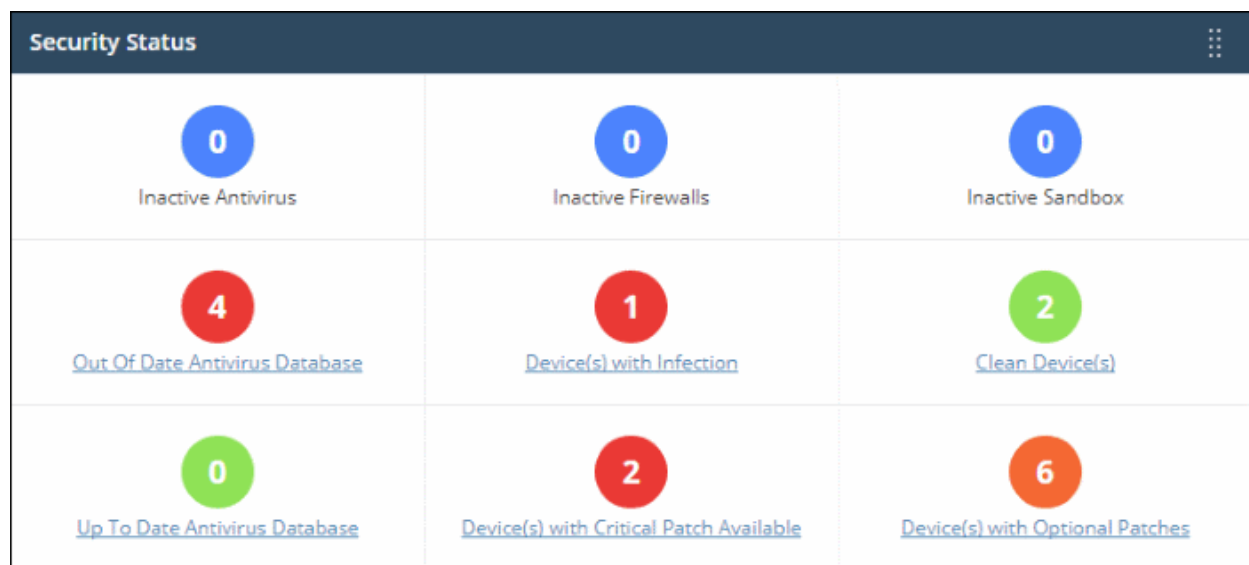 Security Status
0
0
0
Inactive Antivirus
Inactive Firewalls
Inactive Sandbox
4
1
2
Out Of Date Antivirus Database
Device(s) with Infection
Clean Device(s)
0
2
6
Up To Date Antivirus Database
Device(s) with Critical Patch Available
Device(s) with Optional Patches